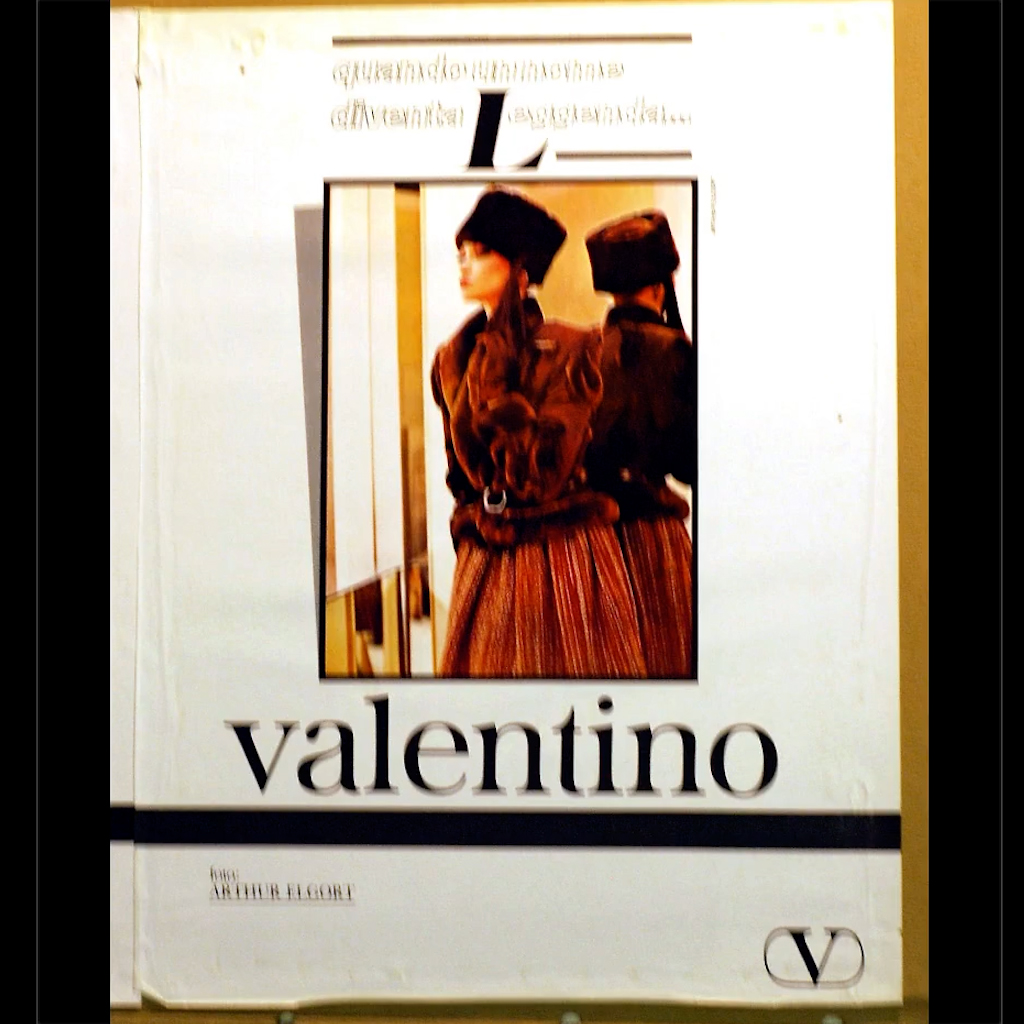 quando un nome
diventa Leggenda...
valentino
foto:
ARTHUR ELGORT
V